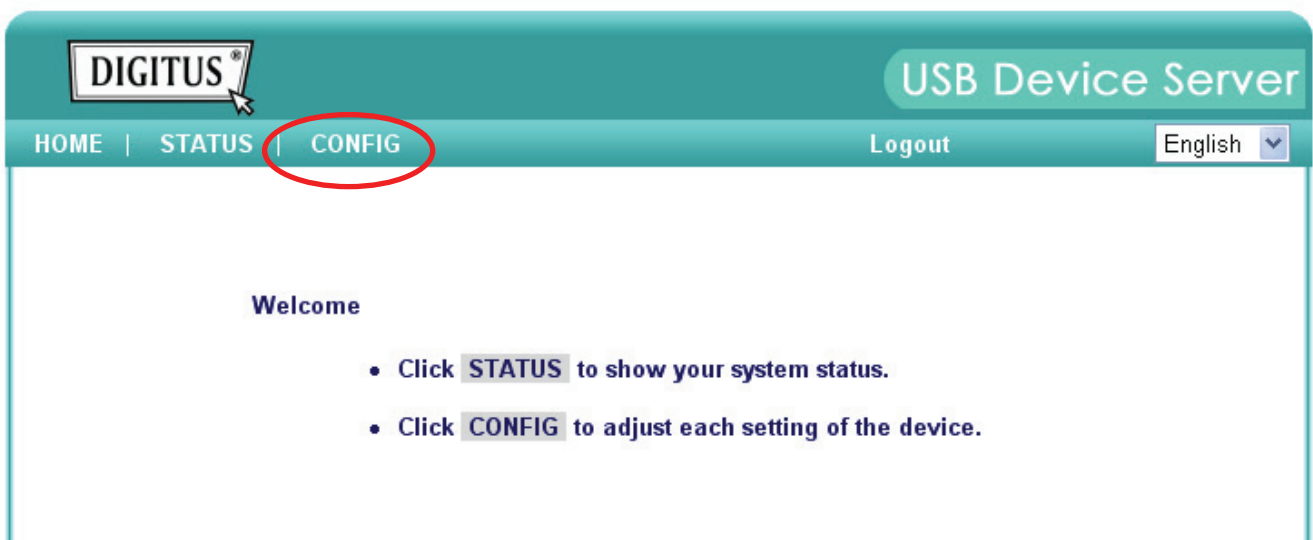 DIGITUS®
USB Device Server
HOME | STATUS | CONFIG Logout English
Welcome
• Click STATUS to show your system status.
• Click CONFIG to adjust each setting of the device.